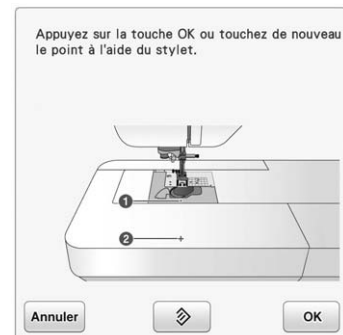 Appuyez sur la touche OK ou touchez de nouveau
le point à l'aide du stylet.
1
2
Annuler
OK